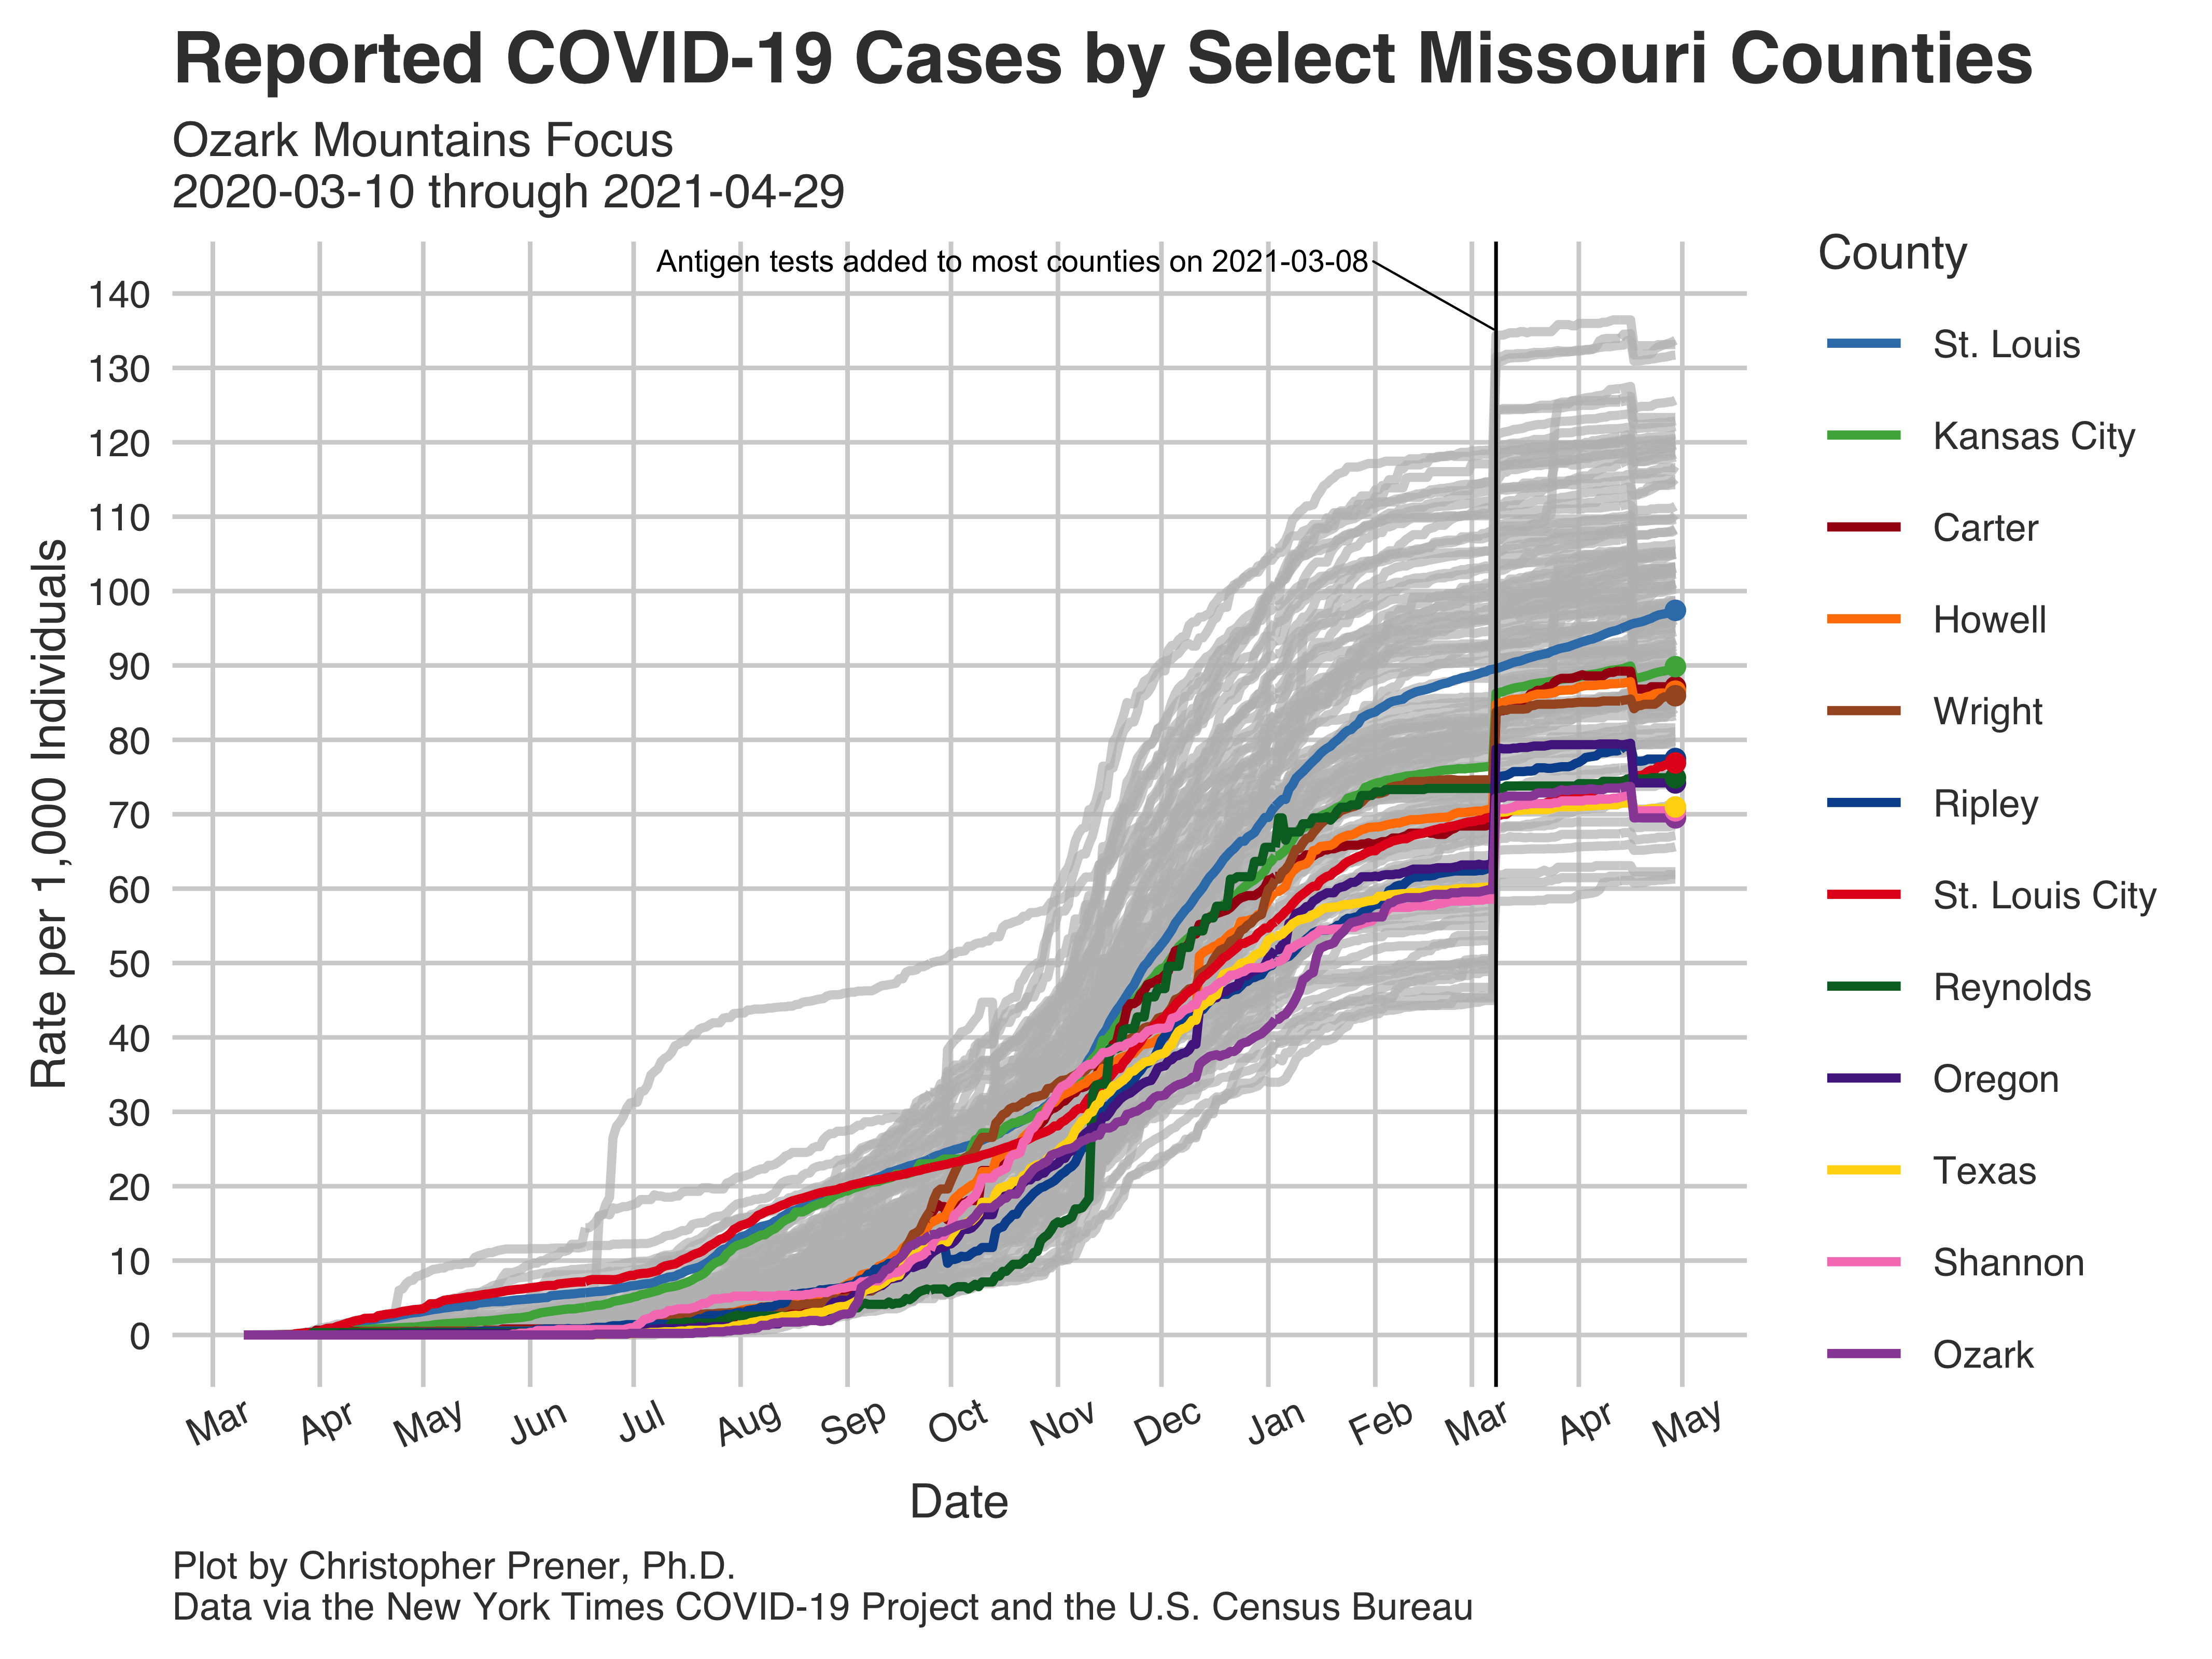 Reported COVID-19 Cases by Select Missouri Counties
Ozark Mountains Focus
2020-03-10 through 2021-04-29
Antigen tests added to most counties on 2021-03-08
Rate per 1,000 Individuals
140
130
120
110
100
90
80
70
60
50
40
30
20
10
0
Mar
Apr
May
Jun
Jul
Aug
Sep
Oct
Nov
Dec
Jan
Feb
Mar
Apr
May
Date
County
St. Louis
Kansas City
Carter
Howell
Wright
Ripley
St. Louis City
Reynolds
Oregon
Texas
Shannon
Ozark
Plot by Christopher Prener, Ph.D.
Data via the New York Times COVID-19 Project and the U.S. Census Bureau